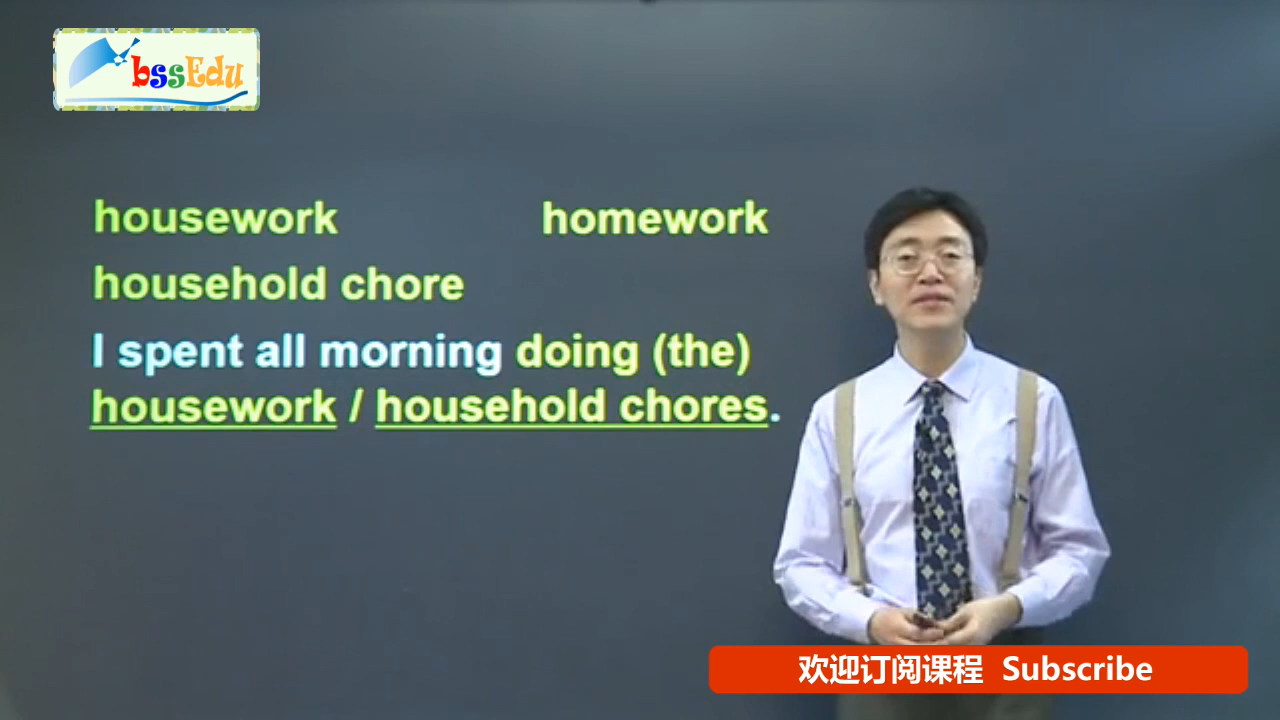 bssEdu
housework homework
household chore
I spent all morning doing (the)
housework / household chores.
欢迎订阅课程 Subscribe